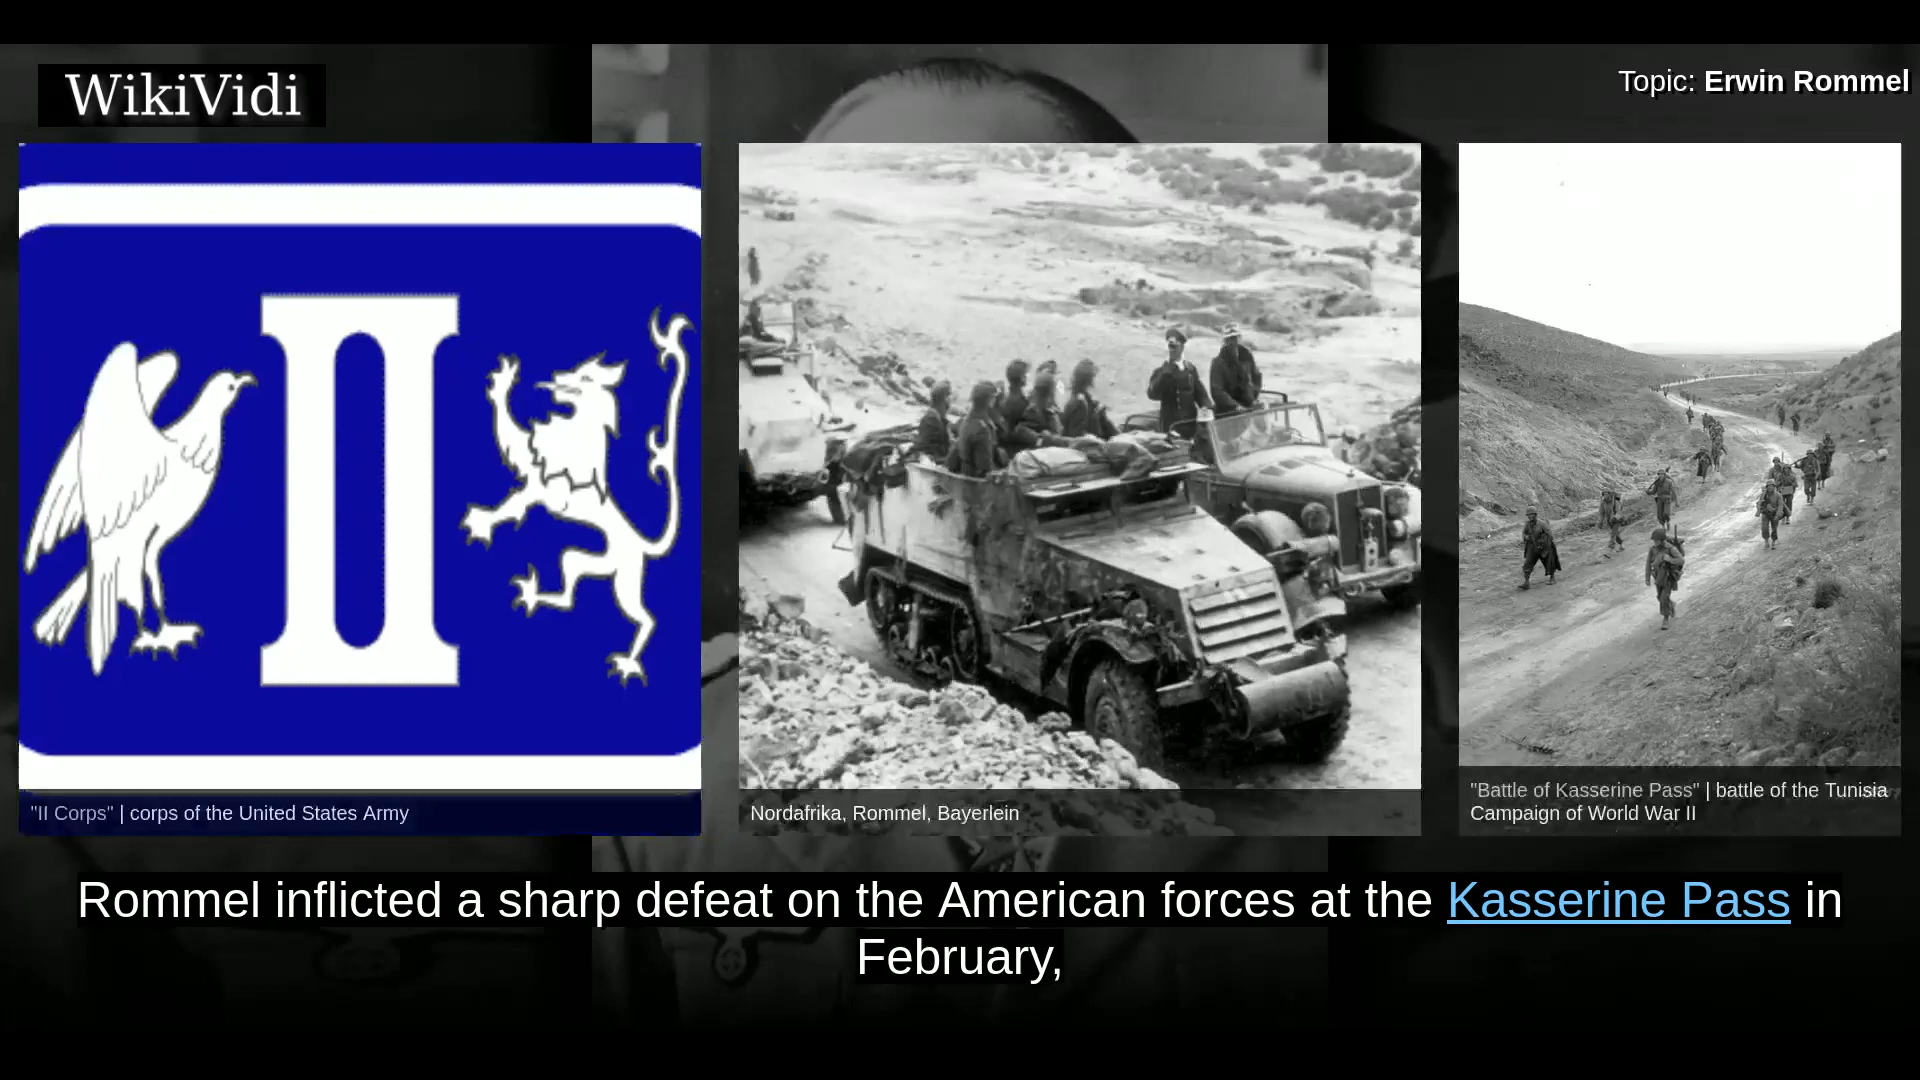 WikiVidi
Topic: Erwin Rommel
II
"II Corps" | corps of the United States Army
Nordafrika, Rommel, Bayerlein
"Battle of Kasserine Pass" | battle of the Tunisia
Campaign of World War II
Rommel inflicted a sharp defeat on the American forces at the Kasserine Pass in
February,